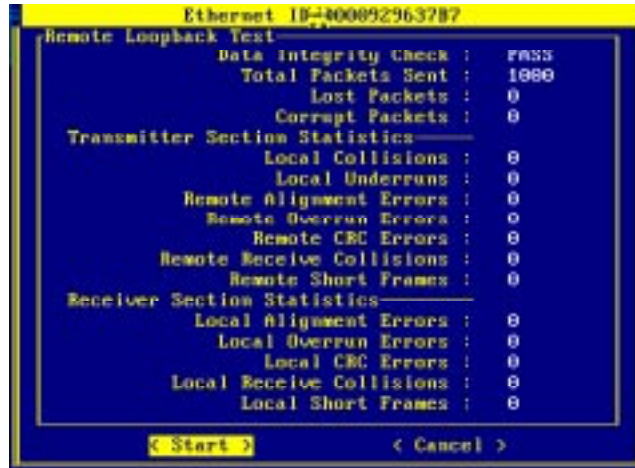 Ethernet ID
Remote Loopback Test
Data Integrity Check : PASS
Total Packets Sent : 1000
Lost Packets : 0
Corrupt Packets : 0
Transmitter Section Statistics
Local Collisions : 0
Local Underruns : 0
Remote Alignment Errors : 0
Remote Overrun Errors : 0
Remote CRC Errors : 0
Remote Receive Collisions : 0
Remote Short Frames : 0
Receiver Section Statistics
Local Alignment Errors : 0
Local Overrun Errors : 0
Local CRC Errors : 0
Local Receive Collisions : 0
Local Short Frames : 0
< Start > < Cancel >